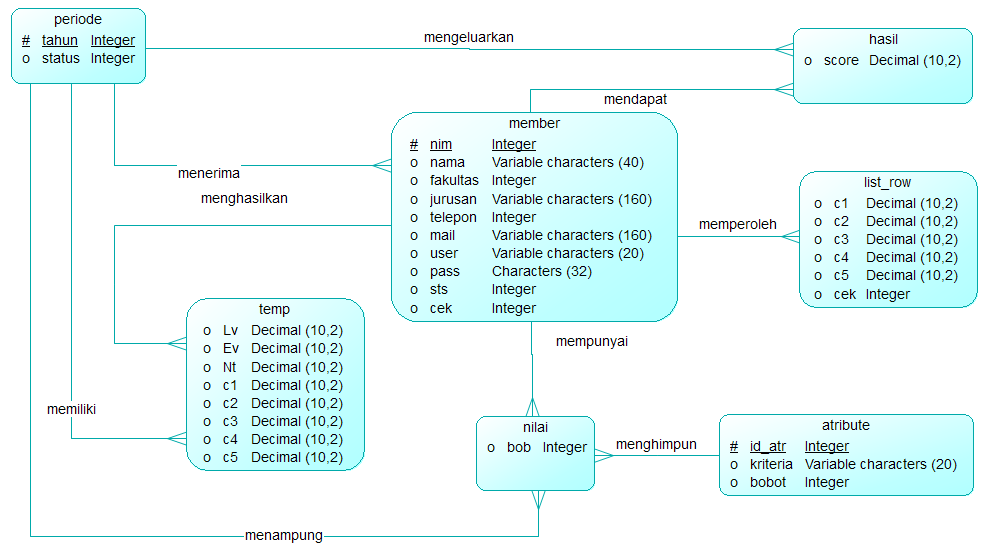 periode
# tahun Integer
o status Integer
mengeluarkan
hasil
o score Decimal (10,2)
mendapat
member
# nim Integer
o nama Variable characters (40)
o fakultas Integer
o jurusan Variable characters (160)
o telepon Integer
o mail Variable characters (160)
o user Variable characters (20)
o pass Characters (32)
o sts Integer
o cek Integer
menerima
menghasilkan
memperoleh
list_row
o c1 Decimal (10,2)
o c2 Decimal (10,2)
o c3 Decimal (10,2)
o c4 Decimal (10,2)
o c5 Decimal (10,2)
o cek Integer
temp
o Lv Decimal (10,2)
o Ev Decimal (10,2)
o Nt Decimal (10,2)
o c1 Decimal (10,2)
o c2 Decimal (10,2)
o c3 Decimal (10,2)
o c4 Decimal (10,2)
o c5 Decimal (10,2)
mempunyai
memiliki
nilai
o bob Integer
menghimpun
atribute
# id_atr Integer
o kriteria Variable characters (20)
o bobot Integer
menampung